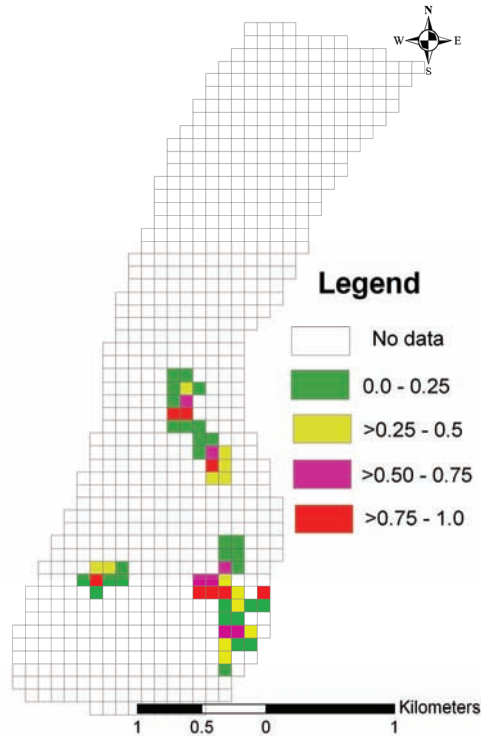 N
W E
S
Legend
No data
0.0 - 0.25
>0.25 - 0.5
>0.50 - 0.75
>0.75 - 1.0
Kilometers
1 0.5 0 1